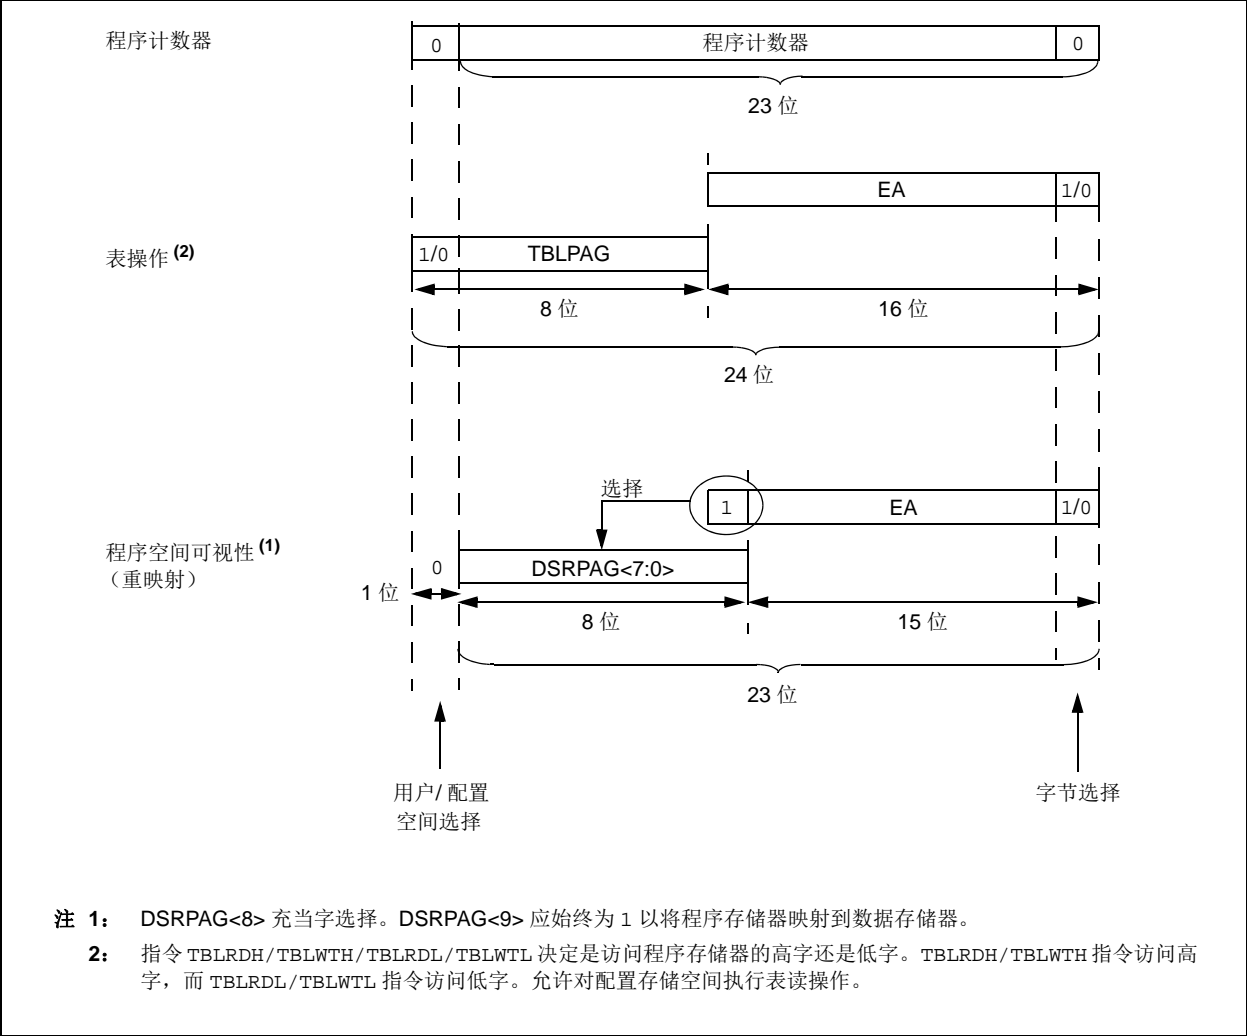 程序计数器
0 程序计数器 0
23 位
EA 1/0
表操作 (2)
1/0 TBLPAG
8 位 16 位
24 位
选择
1 EA 1/0
程序空间可视性 (1)
（重映射）
0 DSRPAG<7:0>
1 位
8 位 15 位
23 位
用户/ 配置
空间选择
字节选择
注 1： DSRPAG<8> 充当字选择。DSRPAG<9> 应始终为 1 以将程序存储器映射到数据存储器。
2： 指令 TBLRDH/TBLWTH/TBLRDL/TBLWTL 决定是访问程序存储器的高字还是低字。TBLRDH/TBLWTH 指令访问高
字，而 TBLRDL/TBLWTL 指令访问低字。允许对配置存储空间执行表读操作。